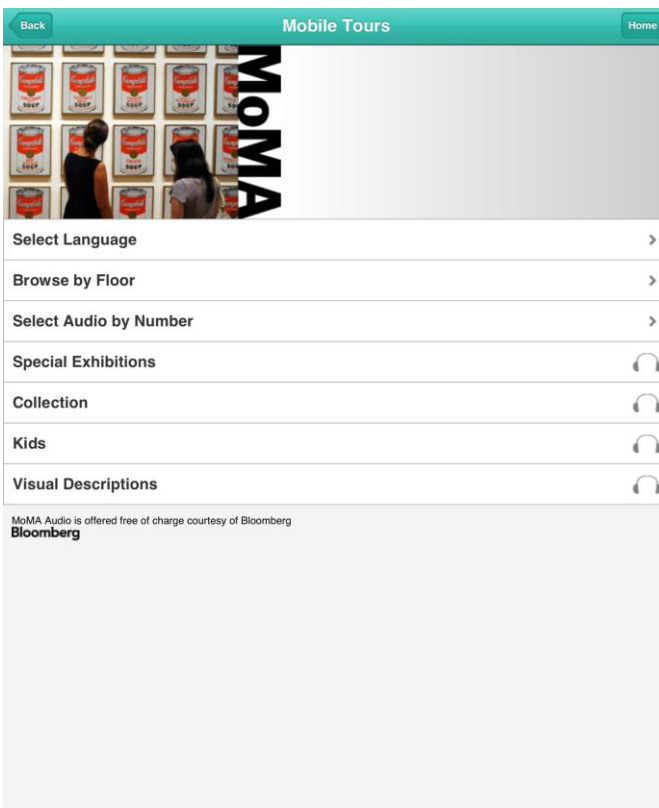 Back
Mobile Tours
Home
MoMA
Select Language
Browse by Floor
Select Audio by Number
Special Exhibitions
Collection
Kids
Visual Descriptions
MoMA Audio is offered free of charge courtesy of Bloomberg
Bloomberg